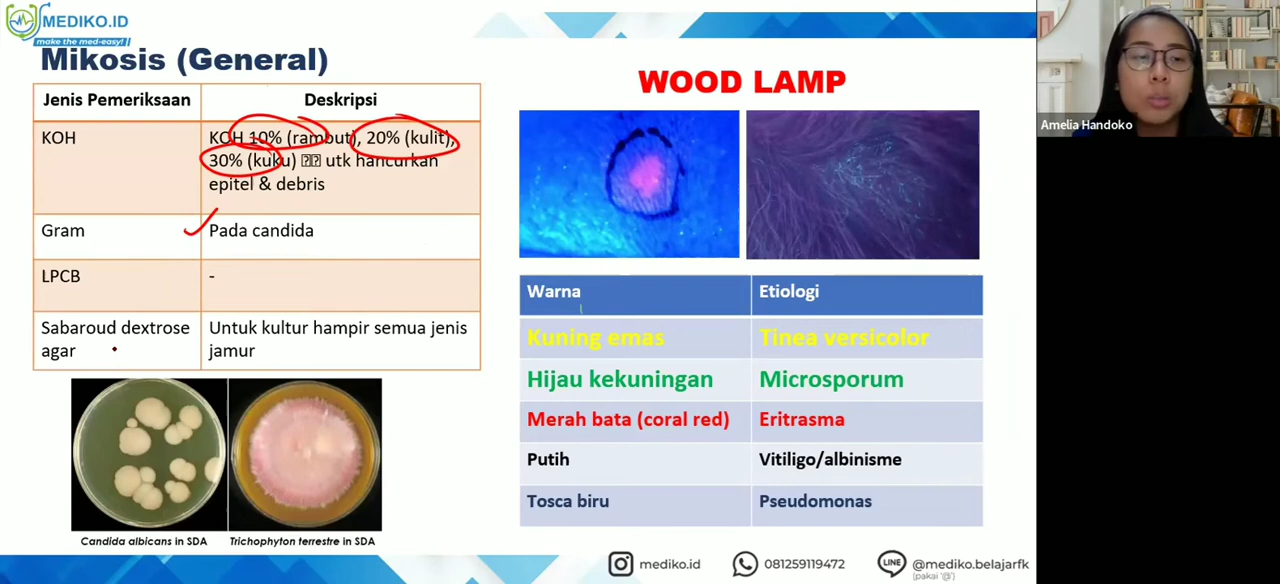 MEDIKO.ID
make the med-easy!
Mikosis (General)
Jenis Pemeriksaan
Deskripsi
KOH
KOH 10% (rambut), 20% (kulit),
30% (kuku) utk hancurkan
epitel & debris
Gram
Pada candida
LPCB
-
Sabaroud dextrose
agar
Untuk kultur hampir semua jenis
jamur
Candida albicans in SDA
Trichophyton terrestre in SDA
WOOD LAMP
Warna
Etiologi
Kuning emas
Tinea versicolor
Hijau kekuningan
Microsporum
Merah bata (coral red)
Eritrasma
Putih
Vitiligo/albinisme
Tosca biru
Pseudomonas
mediko.id
081259119472
LINE
@mediko.belajarfk
(pakai '@')
Amelia Handoko